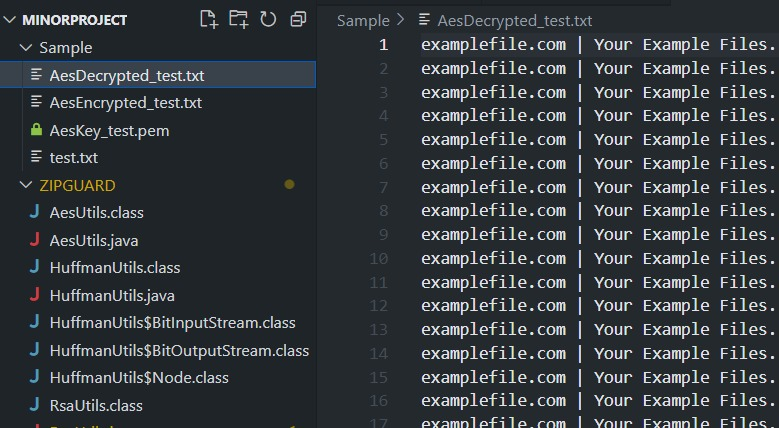 MINORPROJECT
Sample
AesDecrypted_test.txt
AesEncrypted_test.txt
AesKey_test.pem
test.txt
ZIPGUARD
AesUtils.class
AesUtils.java
HuffmanUtils.class
HuffmanUtils.java
HuffmanUtils$BitInputStream.class
HuffmanUtils$BitOutputStream.class
HuffmanUtils$Node.class
RsaUtils.class
Sample > AesDecrypted_test.txt
1 examplefile.com | Your Example Files.
2 examplefile.com | Your Example Files.
3 examplefile.com | Your Example Files.
4 examplefile.com | Your Example Files.
5 examplefile.com | Your Example Files.
6 examplefile.com | Your Example Files.
7 examplefile.com | Your Example Files.
8 examplefile.com | Your Example Files.
9 examplefile.com | Your Example Files.
10 examplefile.com | Your Example Files.
11 examplefile.com | Your Example Files.
12 examplefile.com | Your Example Files.
13 examplefile.com | Your Example Files.
14 examplefile.com | Your Example Files.
15 examplefile.com | Your Example Files.
16 examplefile.com | Your Example Files.
17 examplefile.com | Your Example Files.